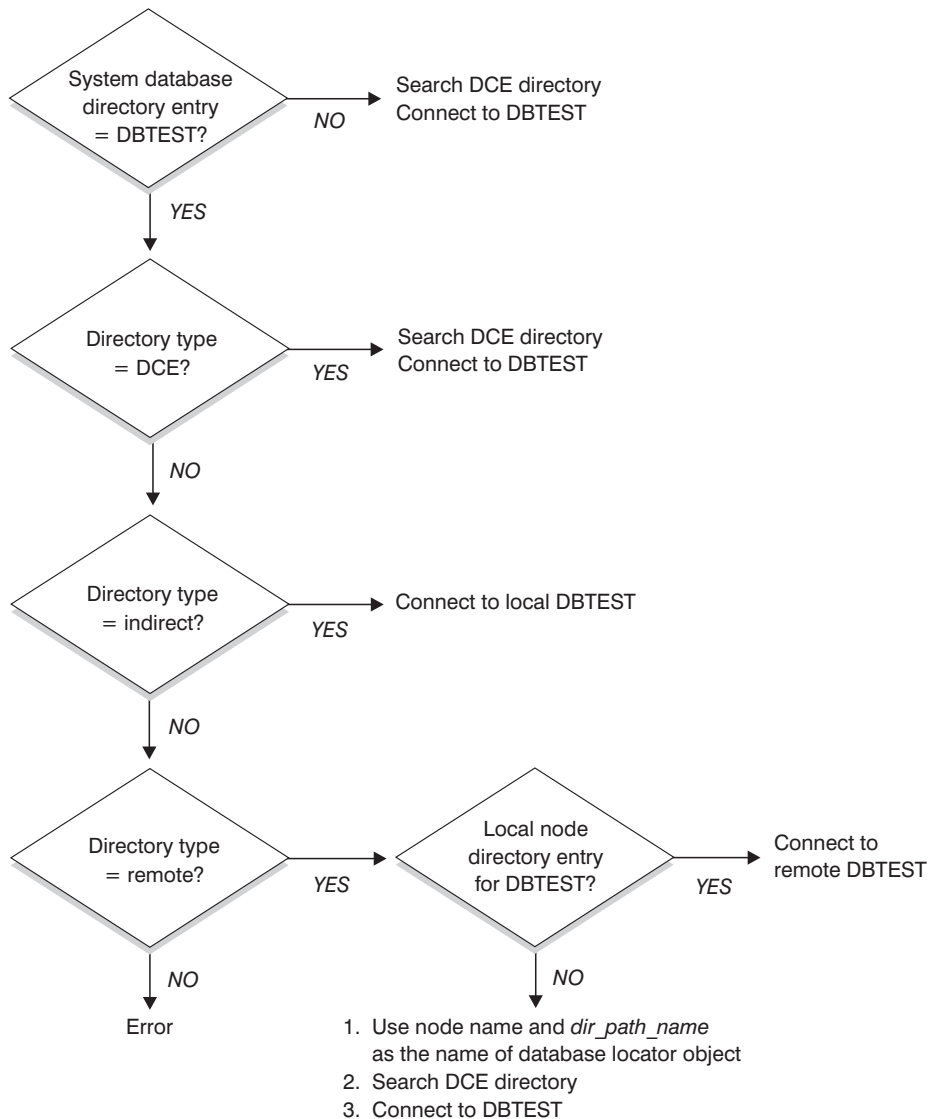 System database
directory entry
= DBTEST?
NO
Search DCE directory
Connect to DBTEST
YES
Directory type
= DCE?
YES
Search DCE directory
Connect to DBTEST
NO
Directory type
= indirect?
YES
Connect to local DBTEST
NO
Directory type
= remote?
YES
Local node
directory entry
for DBTEST?
YES
Connect to
remote DBTEST
NO
Error
NO
1. Use node name and dir_path_name
as the name of database locator object
2. Search DCE directory
3. Connect to DBTEST